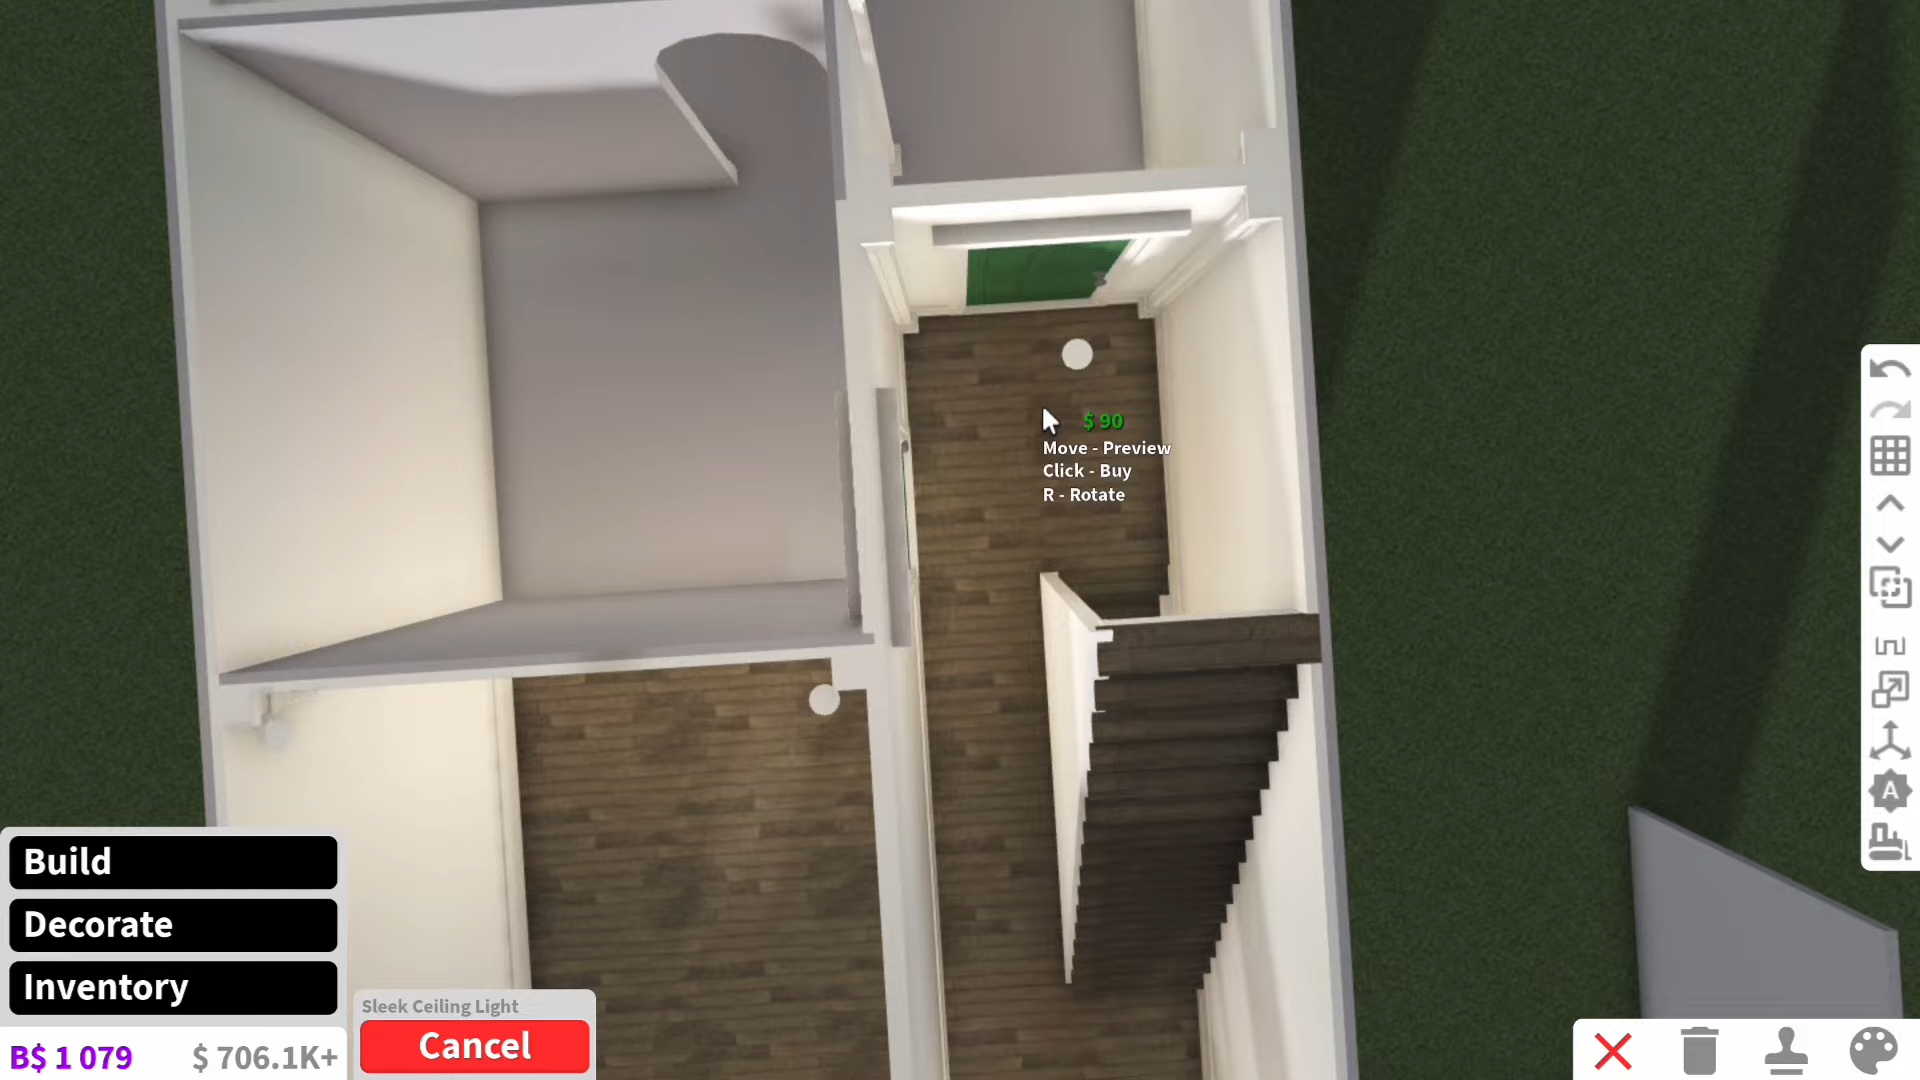 $ 90
Move - Preview
Click - Buy
R - Rotate
A
Build
Decorate
Inventory
Sleek Ceiling Light
Cancel
B$ 1 079 $ 706.1K+